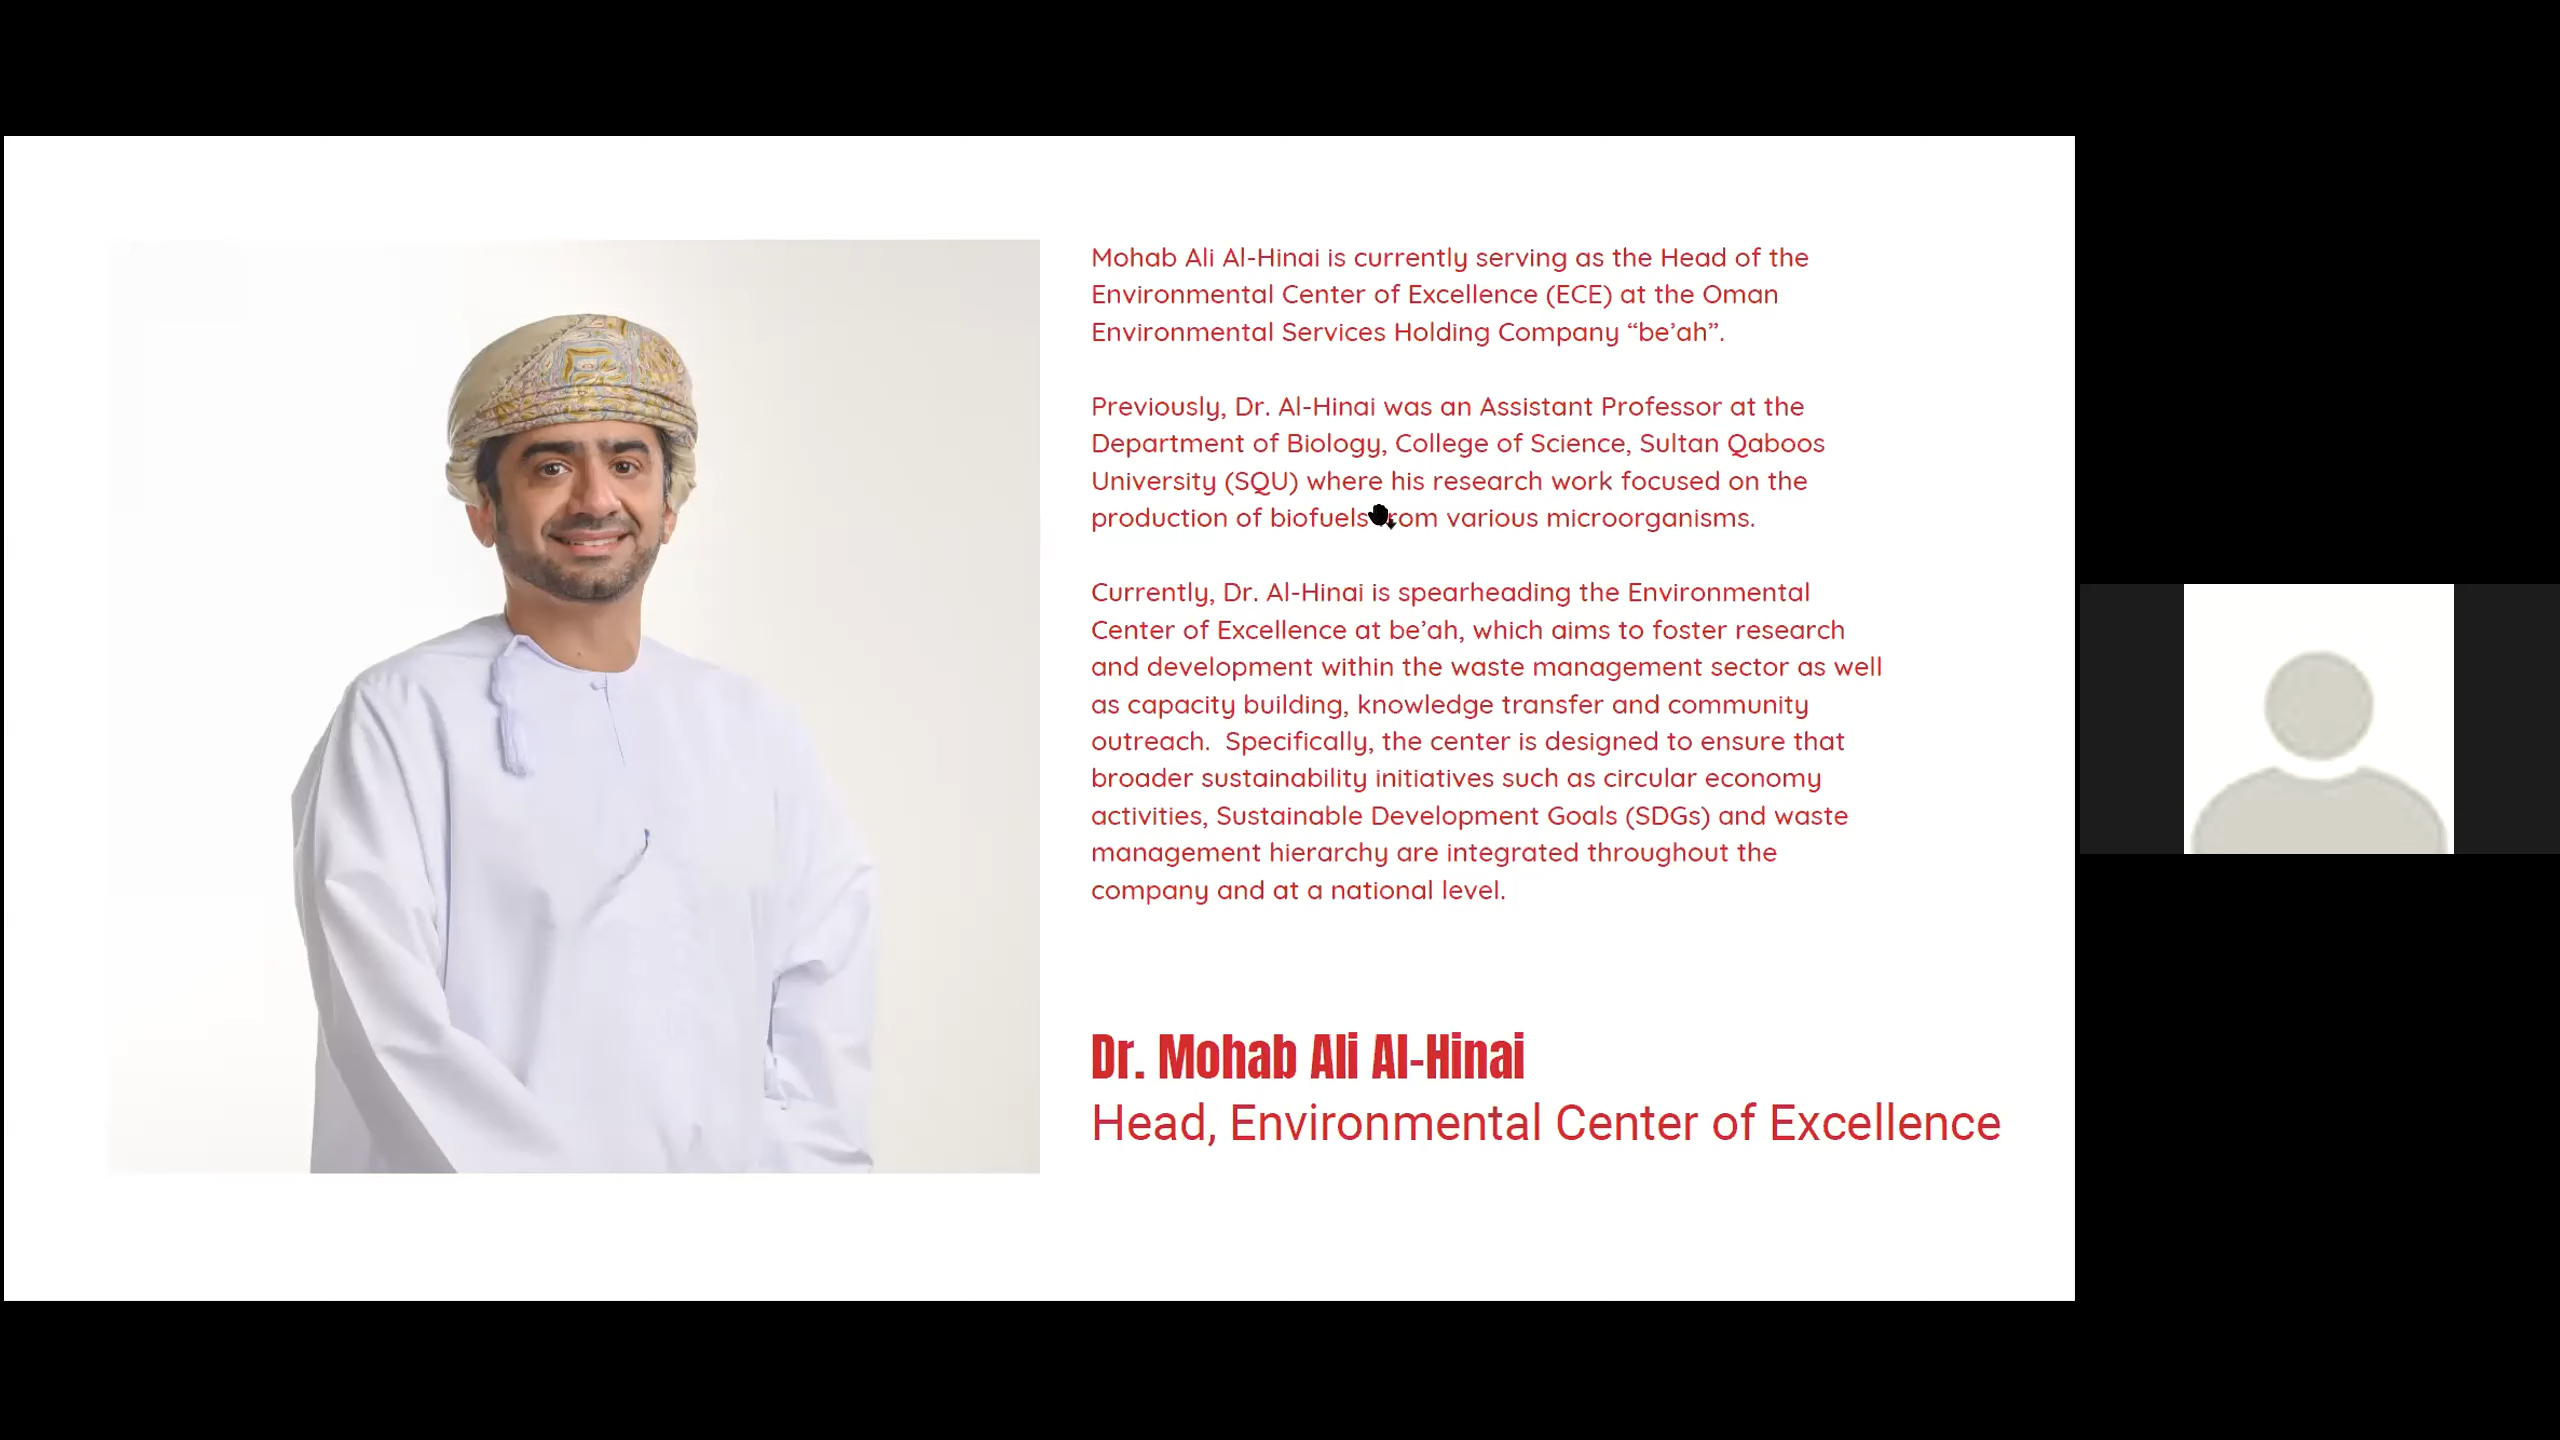 Mohab Ali Al-Hinai is currently serving as the Head of the
Environmental Center of Excellence (ECE) at the Oman
Environmental Services Holding Company “be’ah”.
Previously, Dr. Al-Hinai was an Assistant Professor at the
Department of Biology, College of Science, Sultan Qaboos
University (SQU) where his research work focused on the
production of biofuels from various microorganisms.
Currently, Dr. Al-Hinai is spearheading the Environmental
Center of Excellence at be’ah, which aims to foster research
and development within the waste management sector as well
as capacity building, knowledge transfer and community
outreach.  Specifically, the center is designed to ensure that
broader sustainability initiatives such as circular economy
activities, Sustainable Development Goals (SDGs) and waste
management hierarchy are integrated throughout the
company and at a national level.
Dr. Mohab Ali Al-Hinai
Head, Environmental Center of Excellence